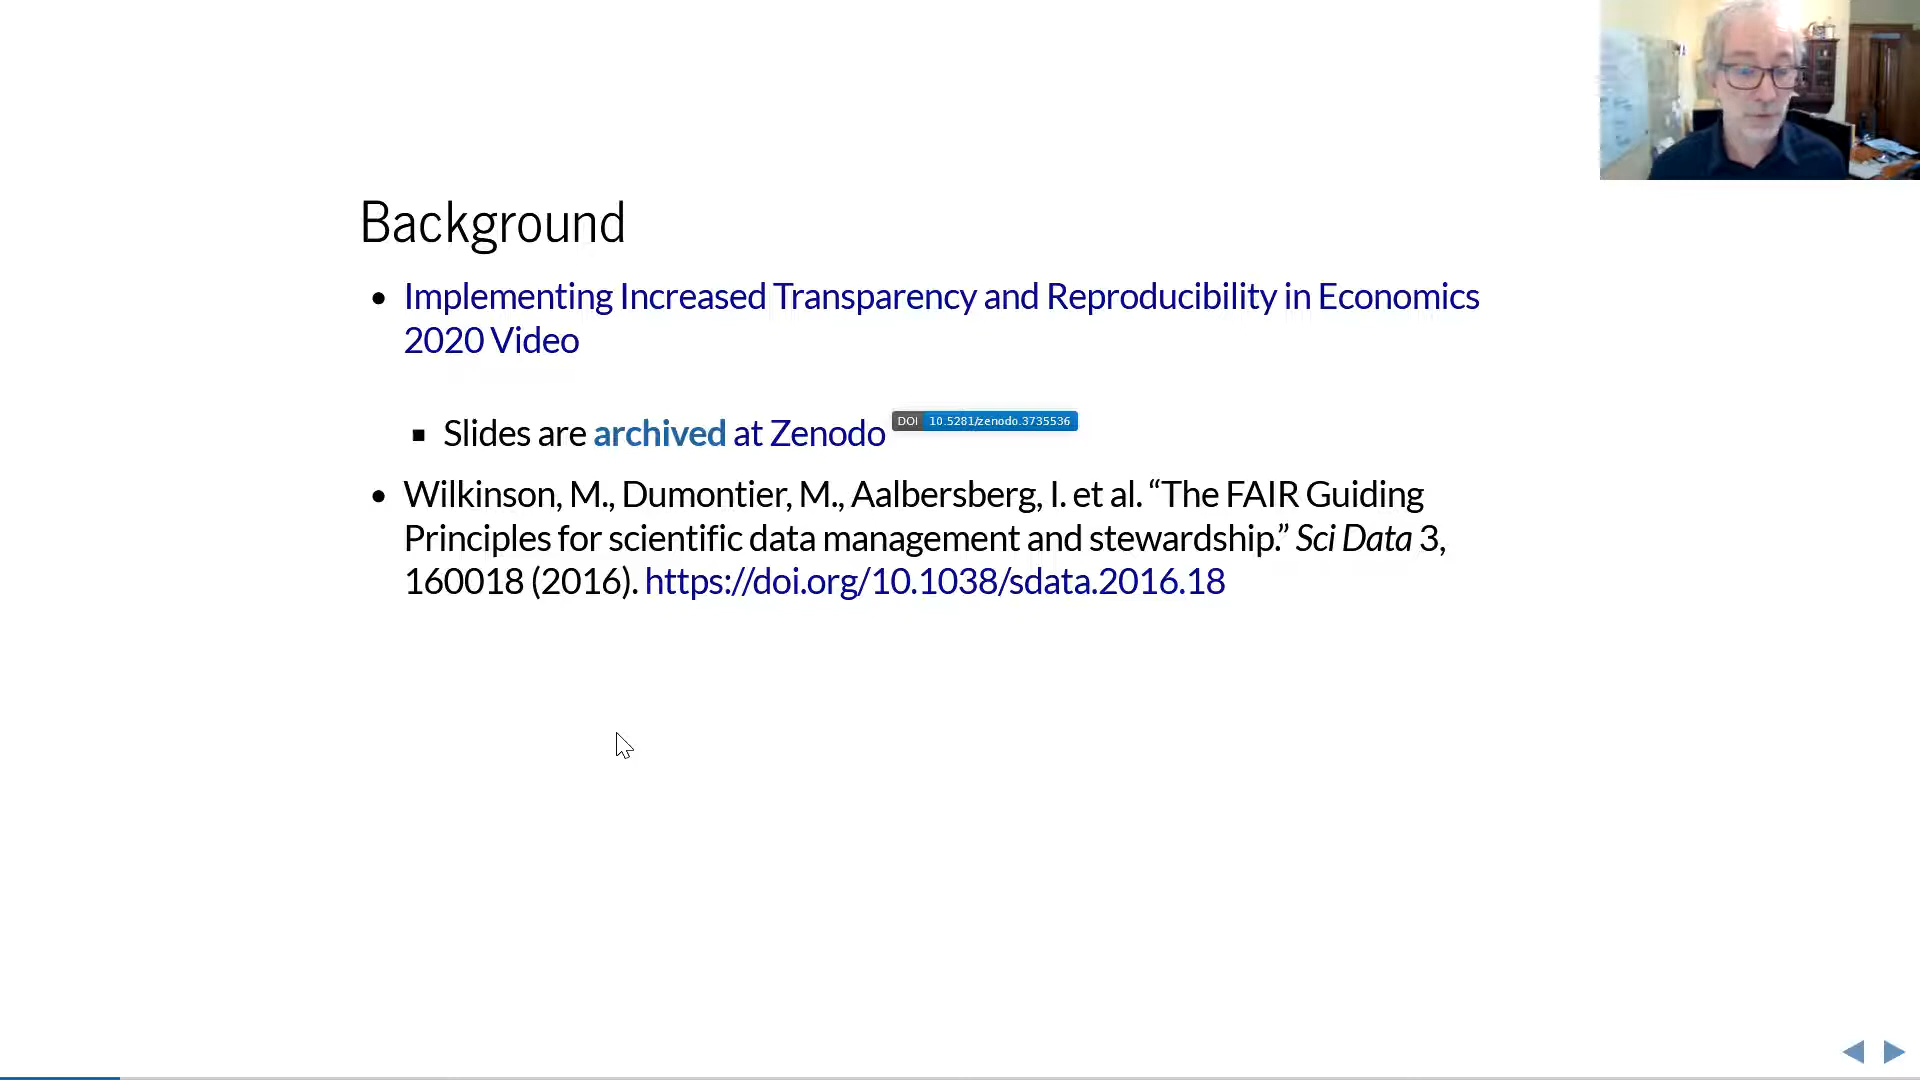 Background
Implementing Increased Transparency and Reproducibility in Economics
2020 Video
Slides are archived at Zenodo DOI 10.5281/zenodo.3735536
Wilkinson, M., Dumontier, M., Aalbersberg, I. et al. “The FAIR Guiding
Principles for scientific data management and stewardship.” Sci Data 3,
160018 (2016). https://doi.org/10.1038/sdata.2016.18